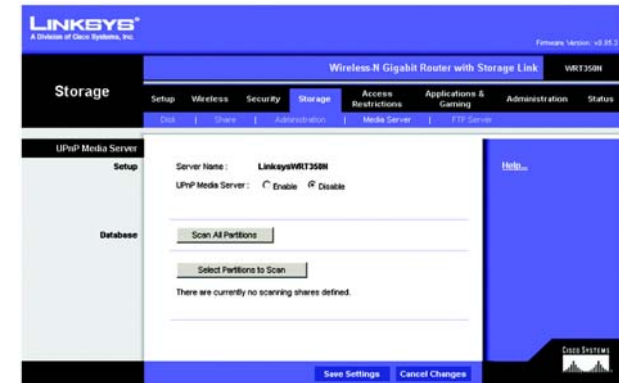 LINKSYS®
A Division of Cisco Systems, Inc.
Firmware Version: v0.95.3
Wireless-N Gigabit Router with Storage Link WRT350N
Storage
Setup Wireless Security Storage Access Restrictions Applications & Gaming Administration Status
Disk | Share | Administration | Media Server | FTP Server
UPnP Media Server
Setup
Server Name : LinksysWRT350N
Help...
UPnP Media Server : Enable Disable
Database
Scan All Partitions
Select Partitions to Scan
There are currently no scanning shares defined.
Save Settings Cancel Changes
CISCO SYSTEMS